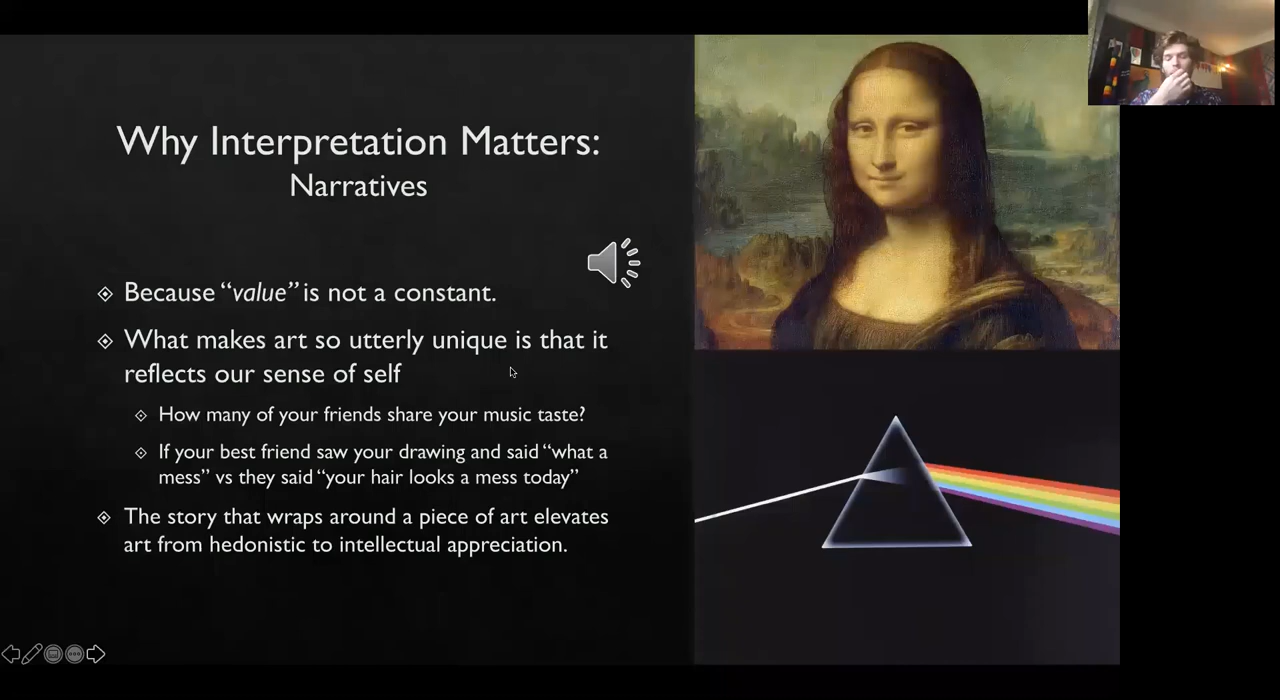 Why Interpretation Matters:
Narratives
Because “value” is not a constant.
What makes art so utterly unique is that it
reflects our sense of self
How many of your friends share your music taste?
If your best friend saw your drawing and said “what a
mess” vs they said “your hair looks a mess today”
The story that wraps around a piece of art elevates
art from hedonistic to intellectual appreciation.